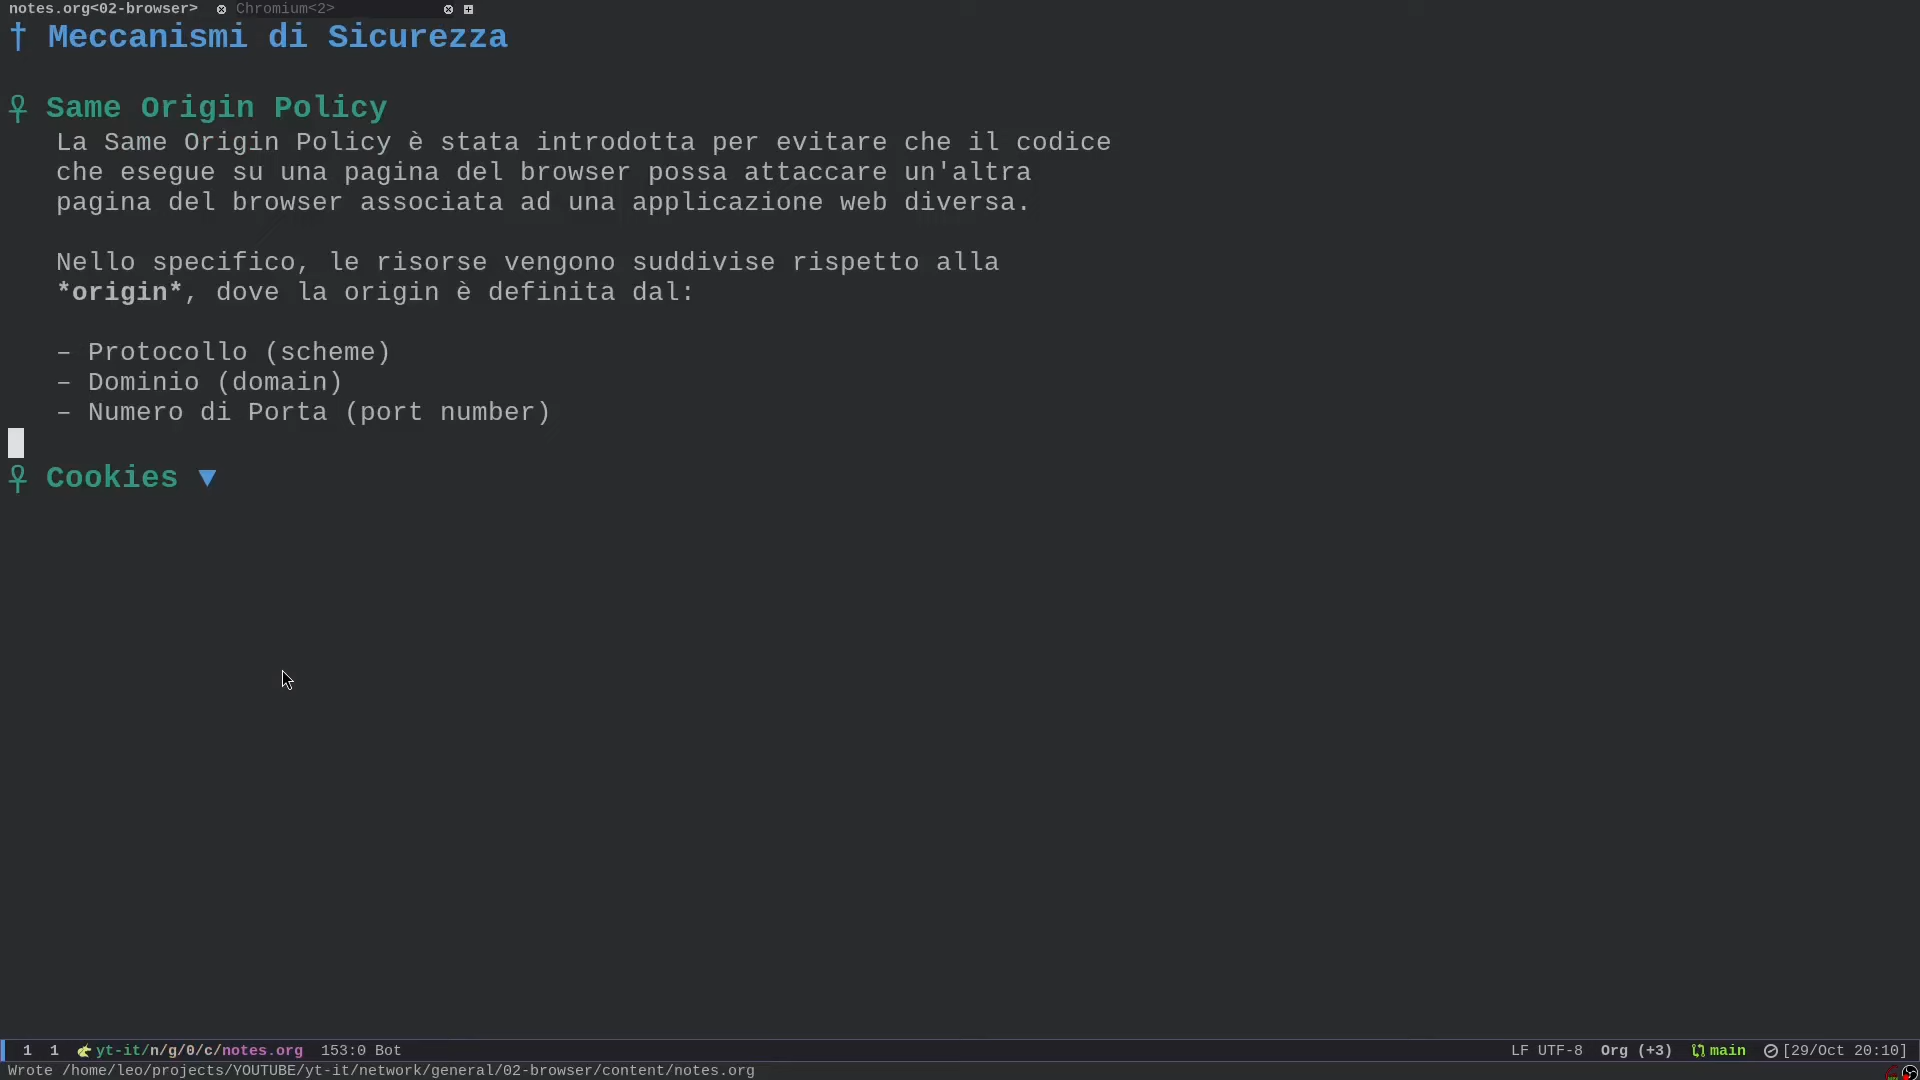 notes.org<02-browser> Chromium<2>
† Meccanismi di Sicurezza
Same Origin Policy
La Same Origin Policy è stata introdotta per evitare che il codice
che esegue su una pagina del browser possa attaccare un'altra
pagina del browser associata ad una applicazione web diversa.
Nello specifico, le risorse vengono suddivise rispetto alla
*origin*, dove la origin è definita dal:
– Protocollo (scheme)
– Dominio (domain)
– Numero di Porta (port number)
Cookies ▼
1 1 yt-it/n/g/0/c/notes.org 153:0 Bot LF UTF-8 Org (+3) main [29/Oct 20:10]
Wrote /home/leo/projects/YOUTUBE/yt-it/network/general/02-browser/content/notes.org